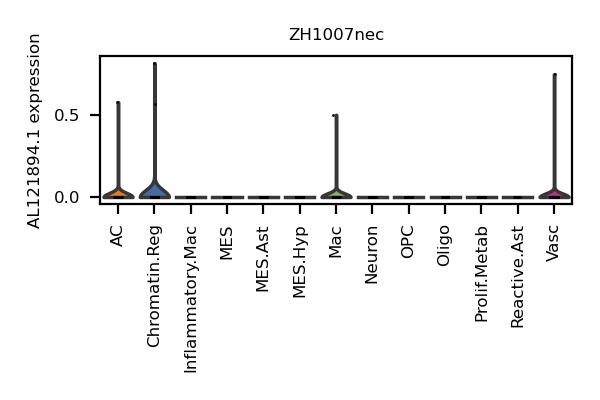 ZH1007nec
AL121894.1 expression
0.5
0.0
AC
Chromatin.Reg
Inflammatory.Mac
MES
MES.Ast
MES.Hyp
Mac
Neuron
OPC
Oligo
Prolif.Metab
Reactive.Ast
Vasc